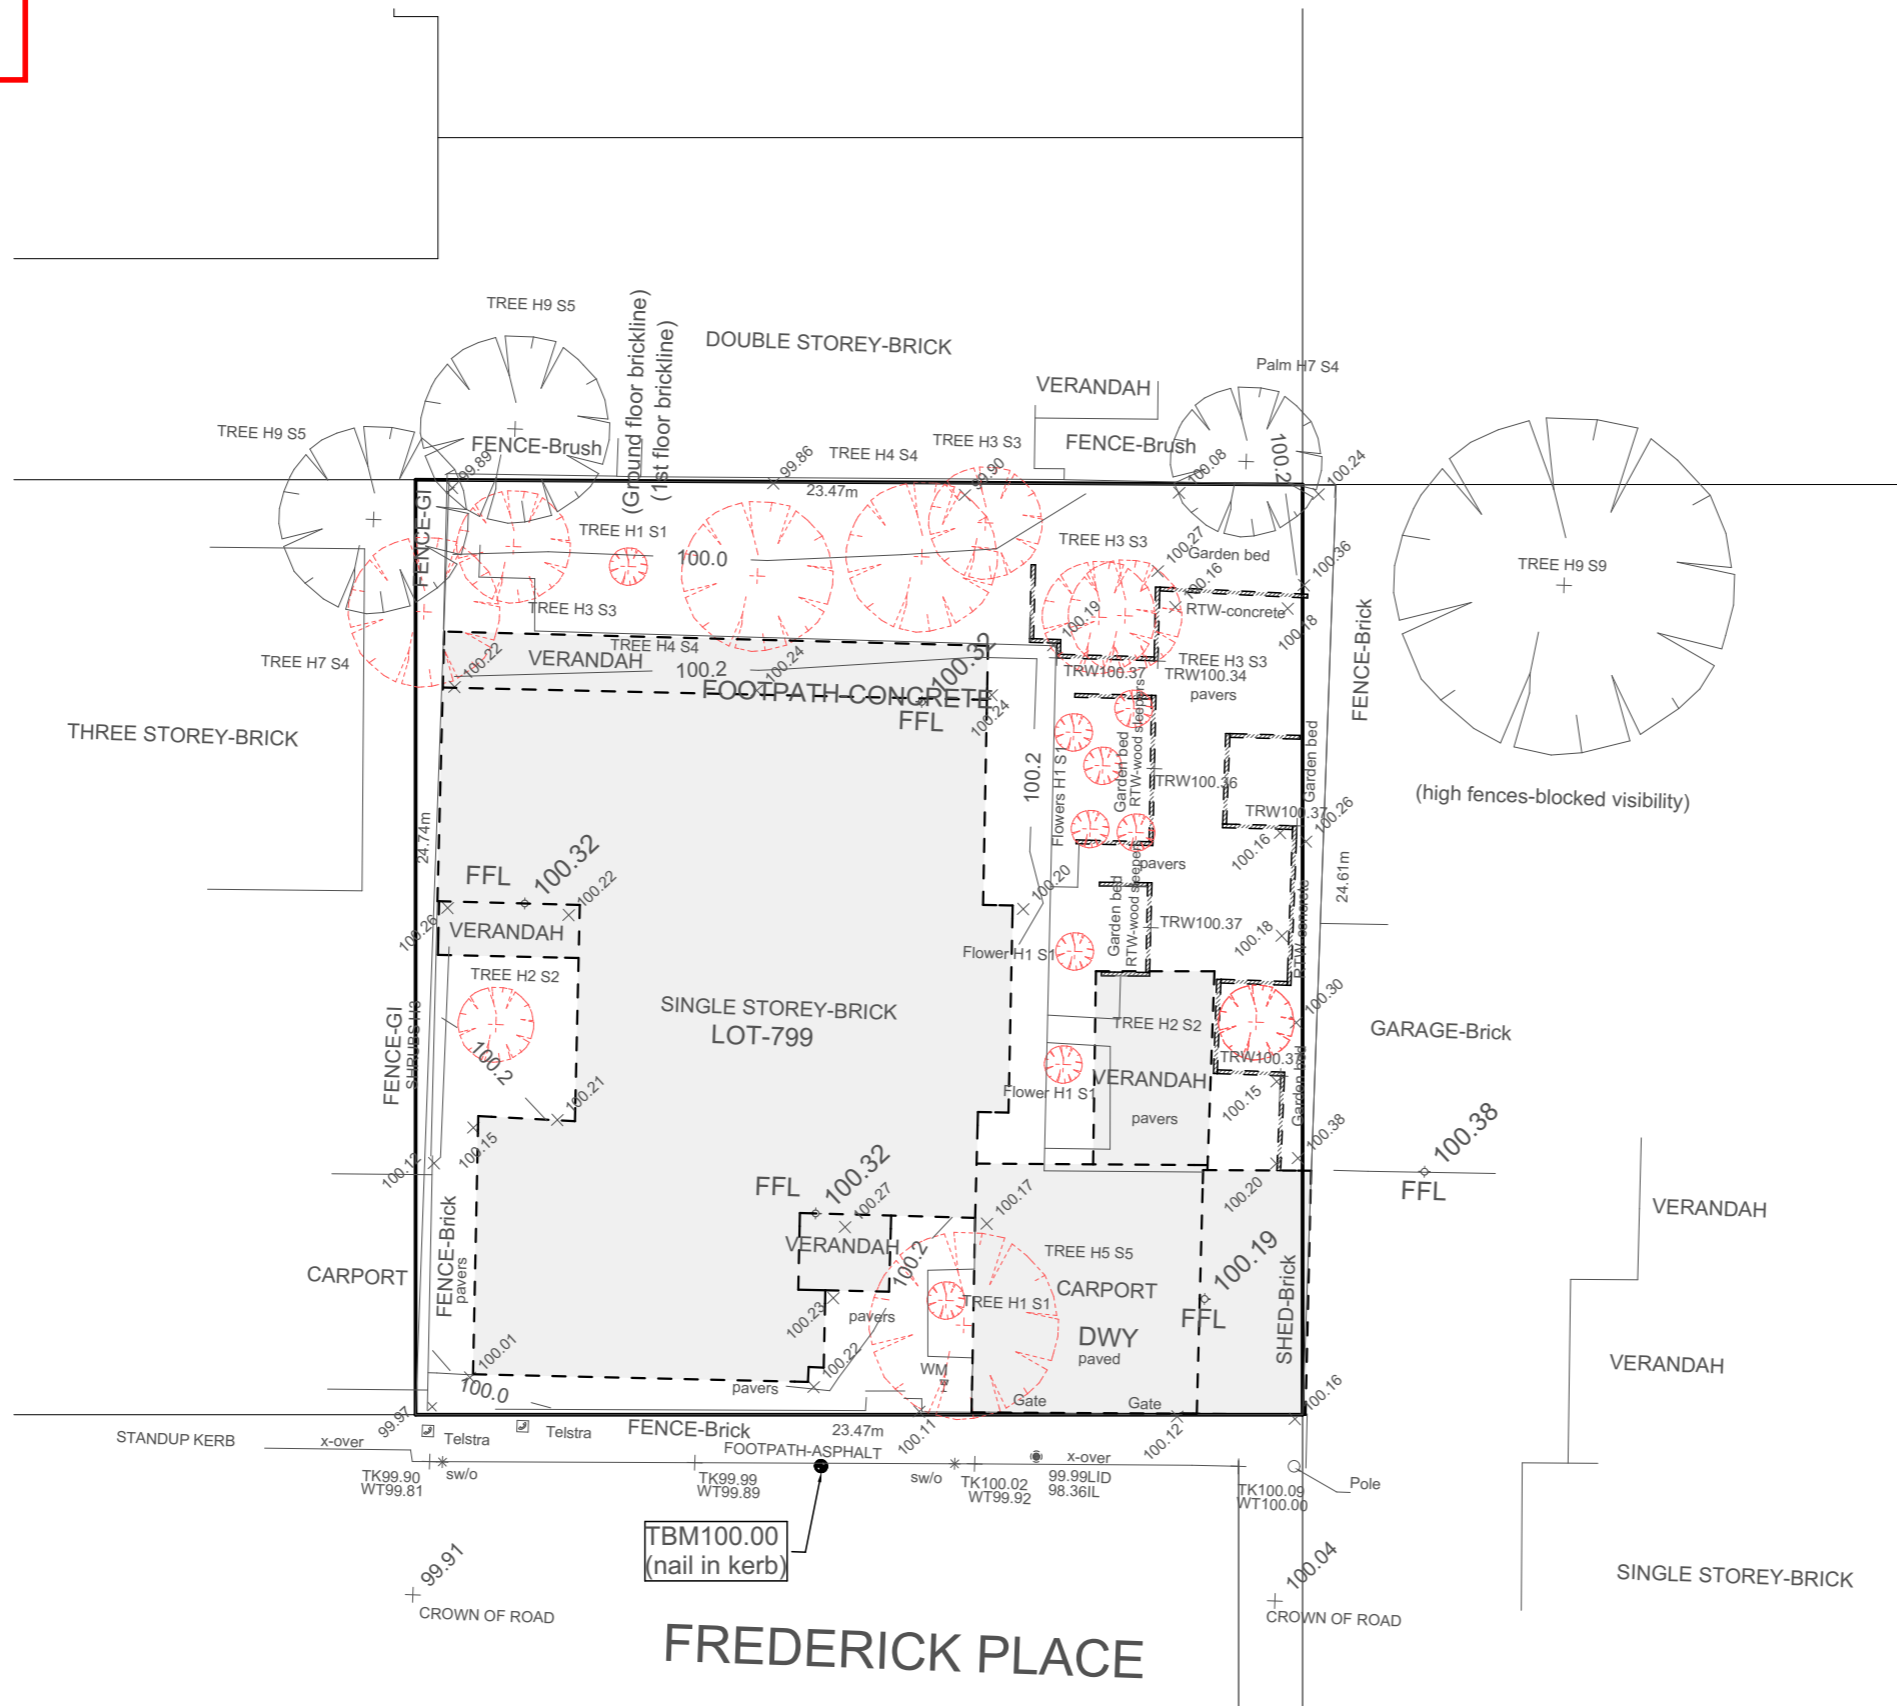 TREE H9 S5
(Ground floor brickline)
(1st floor brickline)
DOUBLE STOREY-BRICK
Palm H7 S4
VERANDAH
TREE H9 S5
FENCE-Brush
TREE H4 S4
TREE H3 S3
FENCE-Brush
100.2
99.89
99.86
23.47m
99.90
100.08
100.24
FENCE-GI
TREE H1 S1
100.0
TREE H3 S3
100.27
Garden bed
100.36
TREE H9 S9
TREE H3 S3
100.16
RTW-concrete
100.18
100.19
TREE H7 S4
100.22
VERANDAH
TREE H4 S4
100.2
100.24
100.32
TRW100.37
TREE H3 S3
TRW100.34
pavers
FENCE-Brick
FOOTPATH-CONCRETE
FFL
100.24
THREE STOREY-BRICK
100.2
Flowers H1 S1
Garden bed
RTW-wood sleepers
TRW100.36
Garden bed
(high fences-blocked visibility)
TRW100.37
100.26
24.74m
100.16
pavers
24.61m
FFL
100.32
100.22
100.20
100.26
VERANDAH
Garden bed
RTW-wood sleepers
TRW100.37
100.18
RTW-concrete
Flower H1 S1
TREE H2 S2
SINGLE STOREY-BRICK
LOT-799
100.30
TREE H2 S2
GARAGE-Brick
FENCE-GI
SHRUBS H3
100.2
TRW100.37
VERANDAH
Flower H1 S1
pavers
100.21
100.15
Garden bed
100.15
100.38
100.38
FFL
100.12
FFL
100.32
100.27
100.17
100.20
VERANDAH
FENCE-Brick
pavers
VERANDAH
100.2
TREE H5 S5
100.19
FFL
CARPORT
CARPORT
TREE H1 S1
SHED-Brick
100.23
pavers
DWY
paved
WM
VERANDAH
100.01
100.0
pavers
100.22
Gate
Gate
100.16
99.97
Telstra
Telstra
FENCE-Brick
23.47m
100.11
100.12
STANDUP KERB
x-over
FOOTPATH-ASPHALT
x-over
TK99.90
WT99.81
sw/o
TK99.99
WT99.89
sw/o
TK100.02
WT99.92
99.99LID
98.36IL
TK100.09
WT100.00
Pole
TBM100.00
(nail in kerb)
99.91
CROWN OF ROAD
100.04
CROWN OF ROAD
SINGLE STOREY-BRICK
FREDERICK PLACE